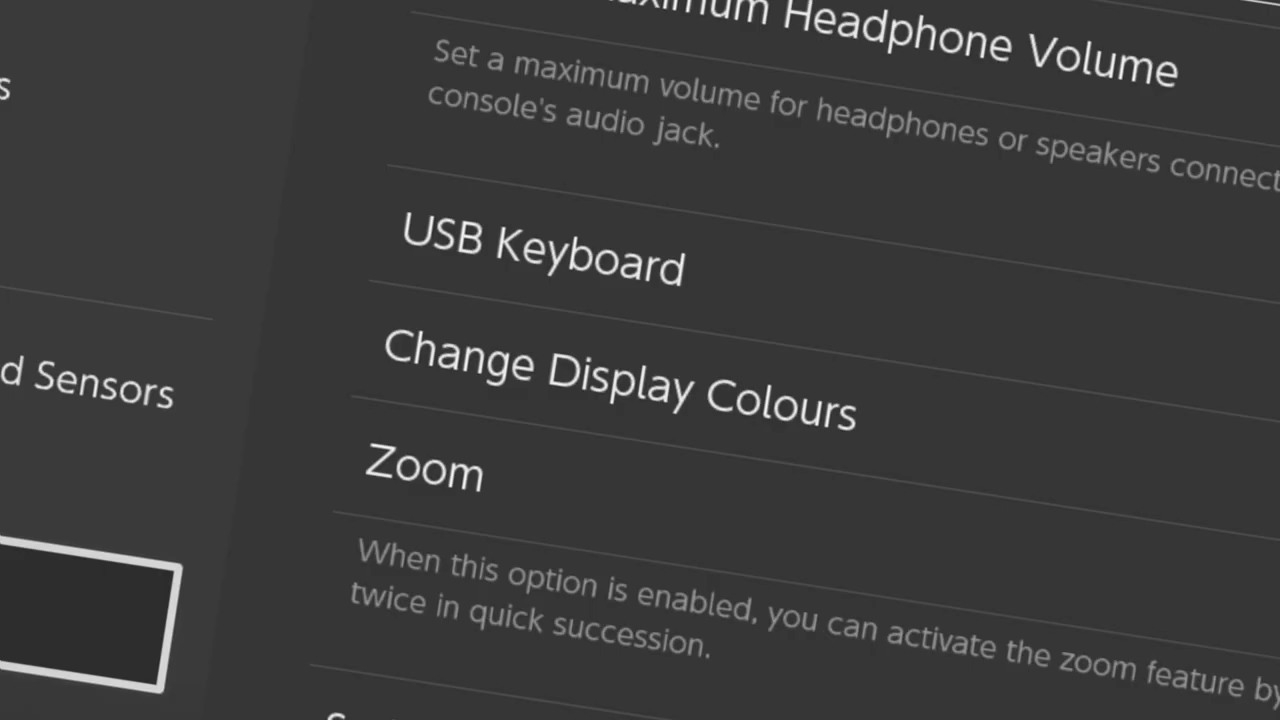 Headphone Volume
Set a maximum volume for headphones or speakers
console's audio jack.
USB Keyboard
Change Display Colours
Sensors
Zoom
When this option is enabled, you can activate the zoom feature by
twice in quick succession.